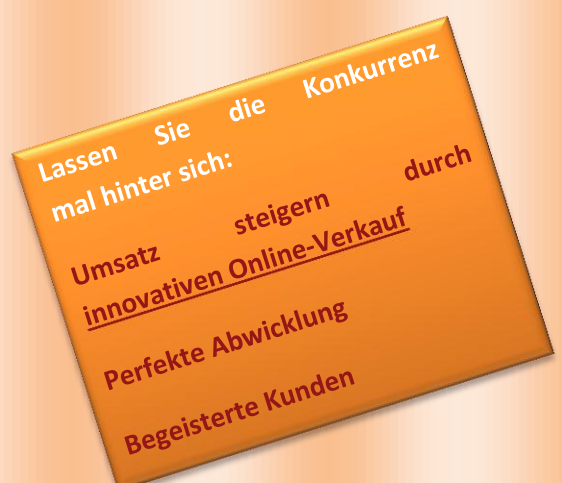 Lassen Sie die Konkurrenz
mal hinter sich:
Umsatz steigern durch
innovativen Online-Verkauf
Perfekte Abwicklung
Begeisterte Kunden